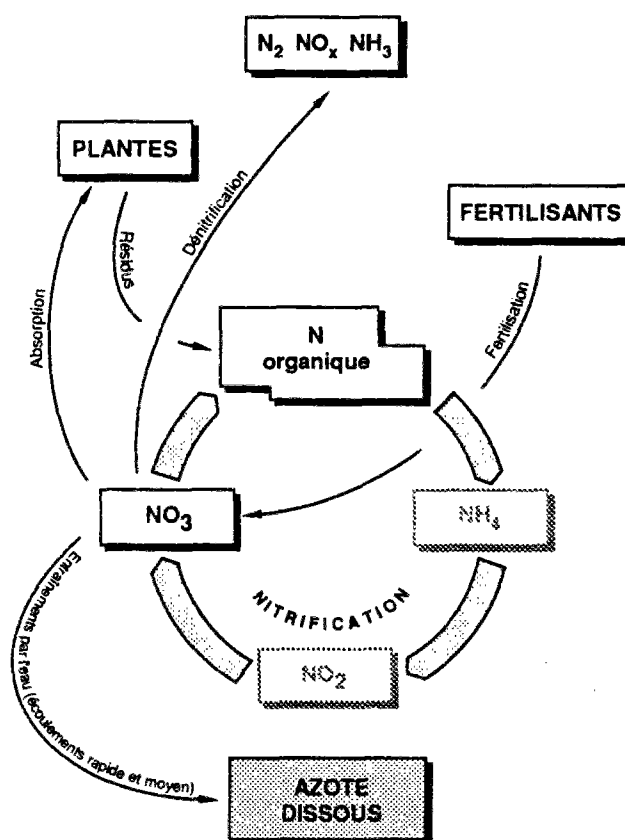 N₂ NOₓ NH₃
PLANTES
FERTILISANTS
Dénitrification
Résidus
Absorption
Fertilisation
N
organique
NO₃
NH₄
NITRIFICATION
NO₂
Entraînements par l'eau (écoulements rapide et moyen)
AZOTE
DISSOUS